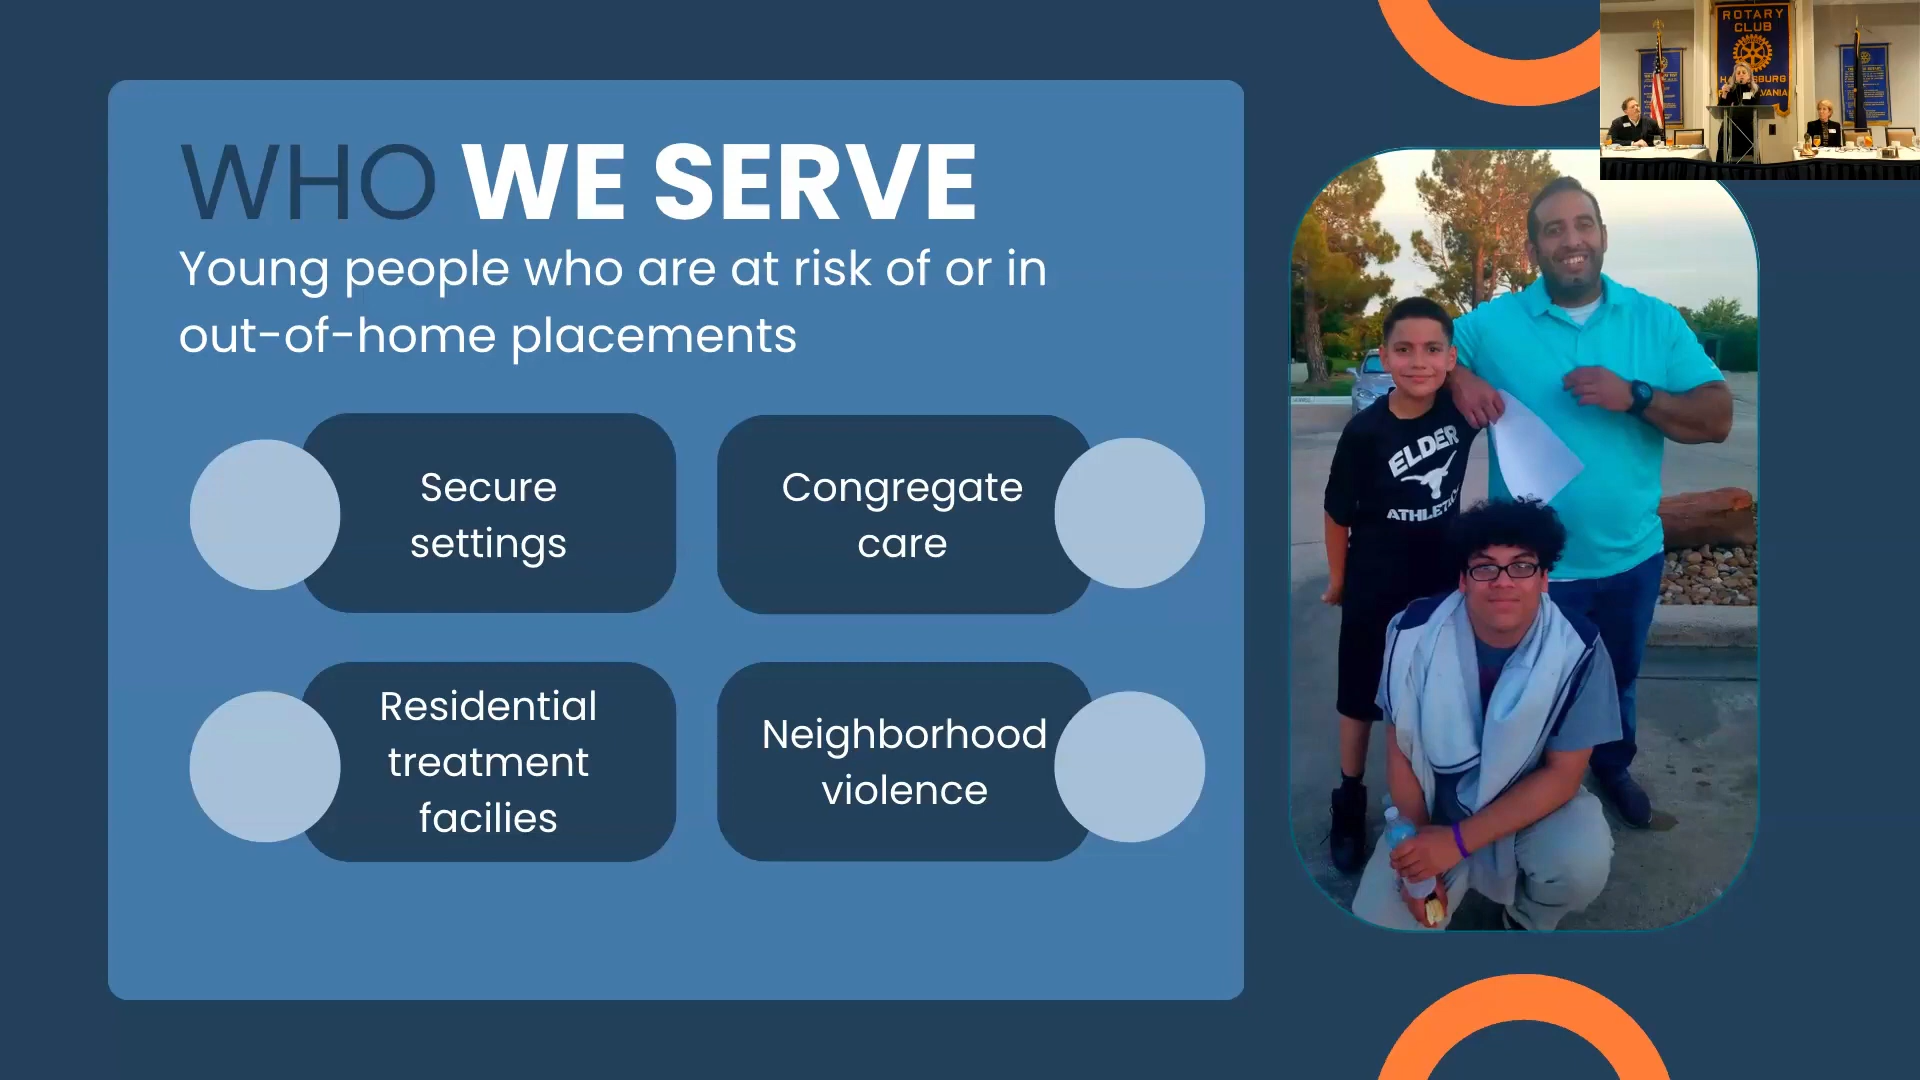 WHO WE SERVE
Young people who are at risk of or in
out-of-home placements
Secure
settings
Congregate
care
Residential
treatment
facilies
Neighborhood
violence
ELDER
ATHLETIC
ROTARY
CLUB